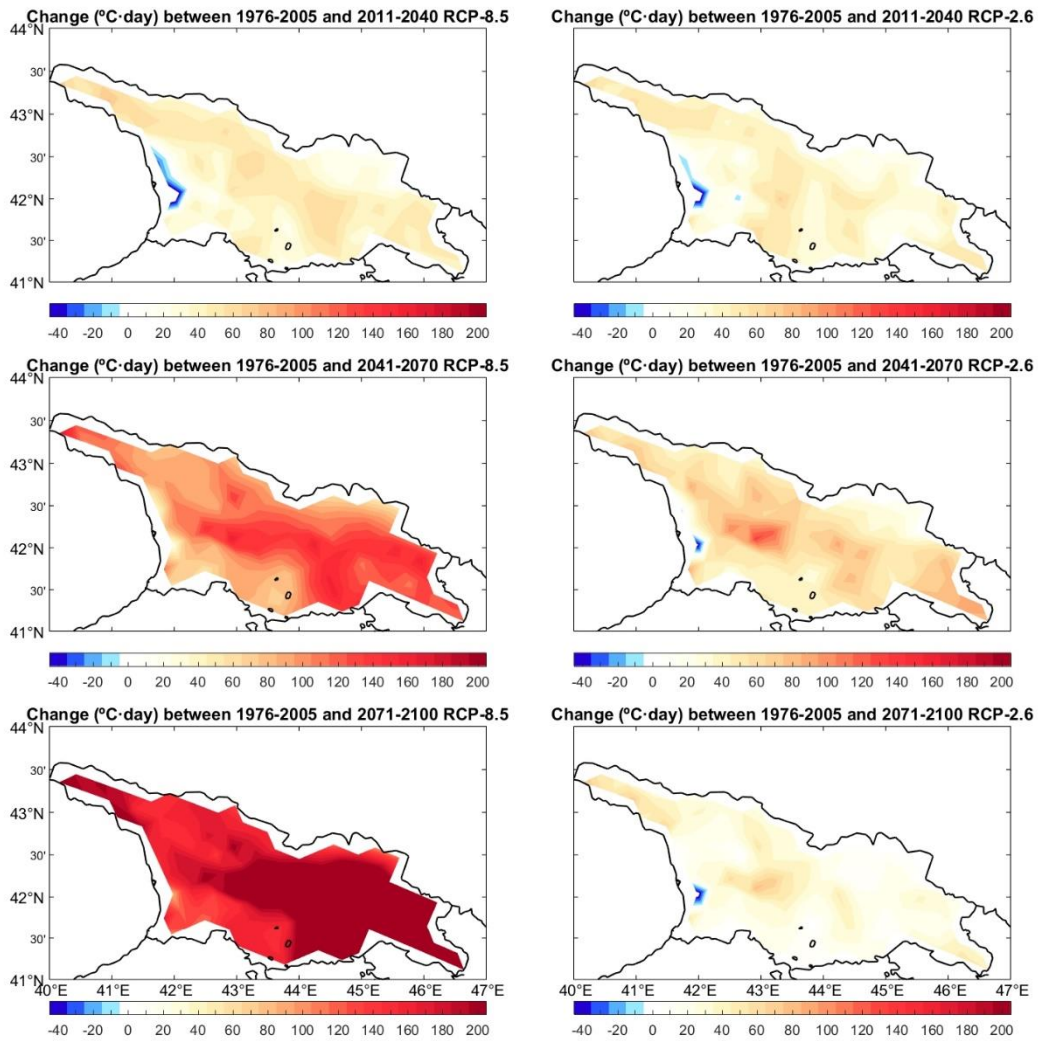 Change (ºC·day) between 1976-2005 and 2011-2040 RCP-8.5
44°N
30'
43°N
30'
42°N
30'
41°N
-40 -20 0 20 40 60 80 100 120 140 160 180 200
Change (ºC·day) between 1976-2005 and 2011-2040 RCP-2.6
-40 -20 0 20 40 60 80 100 120 140 160 180 200
Change (ºC·day) between 1976-2005 and 2041-2070 RCP-8.5
44°N
30'
43°N
30'
42°N
30'
41°N
-40 -20 0 20 40 60 80 100 120 140 160 180 200
Change (ºC·day) between 1976-2005 and 2041-2070 RCP-2.6
-40 -20 0 20 40 60 80 100 120 140 160 180 200
Change (ºC·day) between 1976-2005 and 2071-2100 RCP-8.5
44°N
30'
43°N
30'
42°N
30'
41°N
40°E 41°E 42°E 43°E 44°E 45°E 46°E 47°E
-40 -20 0 20 40 60 80 100 120 140 160 180 200
Change (ºC·day) between 1976-2005 and 2071-2100 RCP-2.6
40°E 41°E 42°E 43°E 44°E 45°E 46°E 47°E
-40 -20 0 20 40 60 80 100 120 140 160 180 200